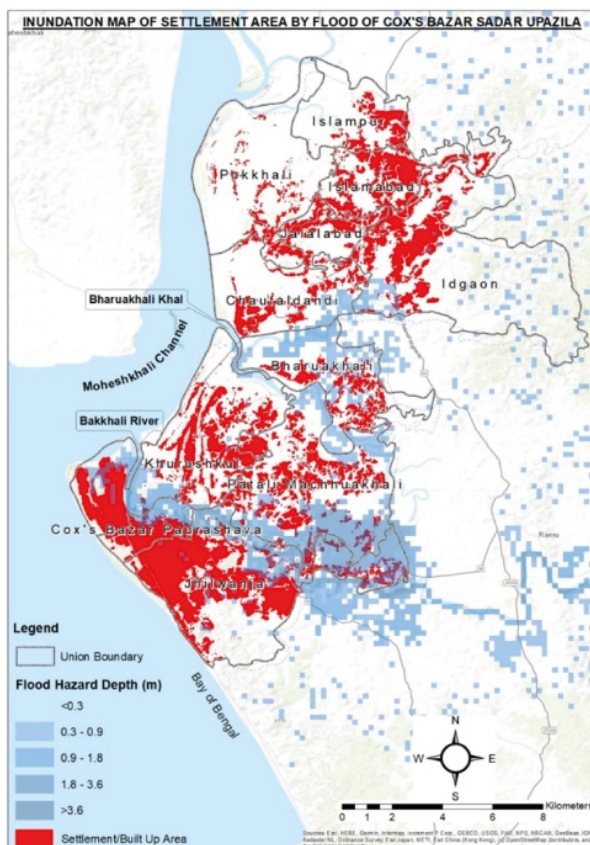 INUNDATION MAP OF SETTLEMENT AREA BY FLOOD OF COX'S BAZAR SADAR UPAZILA
Islampur
Pokkhali
Islamabad
Jalalabad
Idgaon
Chaufaldandi
Bharuakhali Khal
Moheshkhali Channel
Bharuakhali
Bakkhali River
Khurushkul
Patali Machhuakhali
Cox's Bazar Paurashava
Jhilwanja
Ramu
Bay of Bengal
Legend
Union Boundary
Flood Hazard Depth (m)
<0.3
0.3 - 0.9
0.9 - 1.8
1.8 - 3.6
>3.6
Settlement/Built Up Area
N
W E
S
0 2 4 6 8
Kilometers